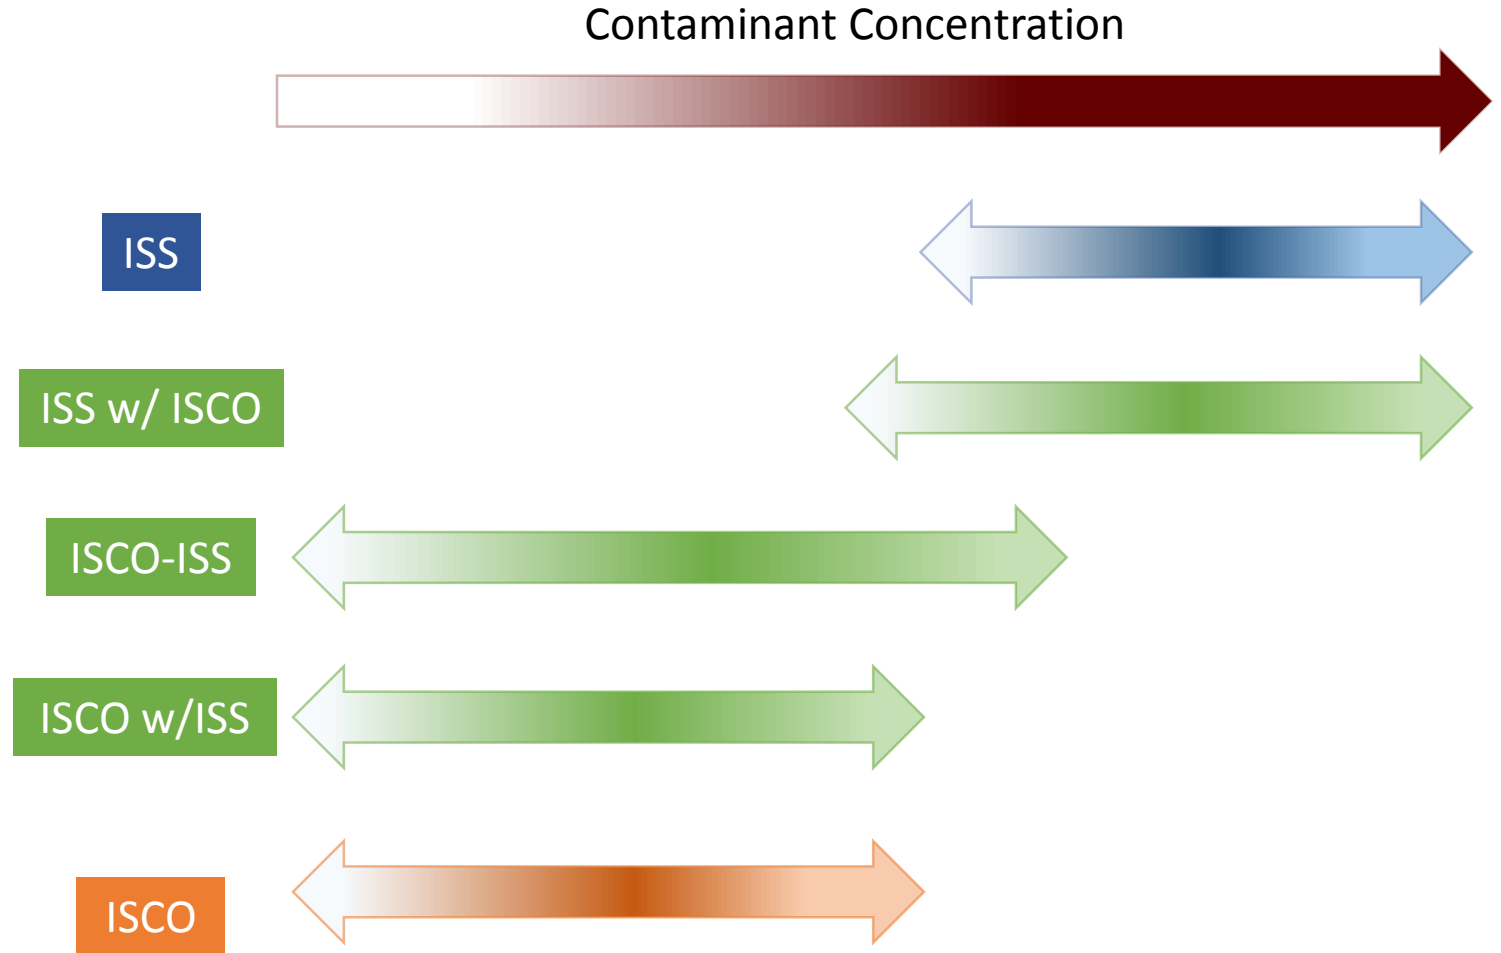 Contaminant Concentration
ISS
ISS w/ ISCO
ISCO-ISS
ISCO w/ISS
ISCO